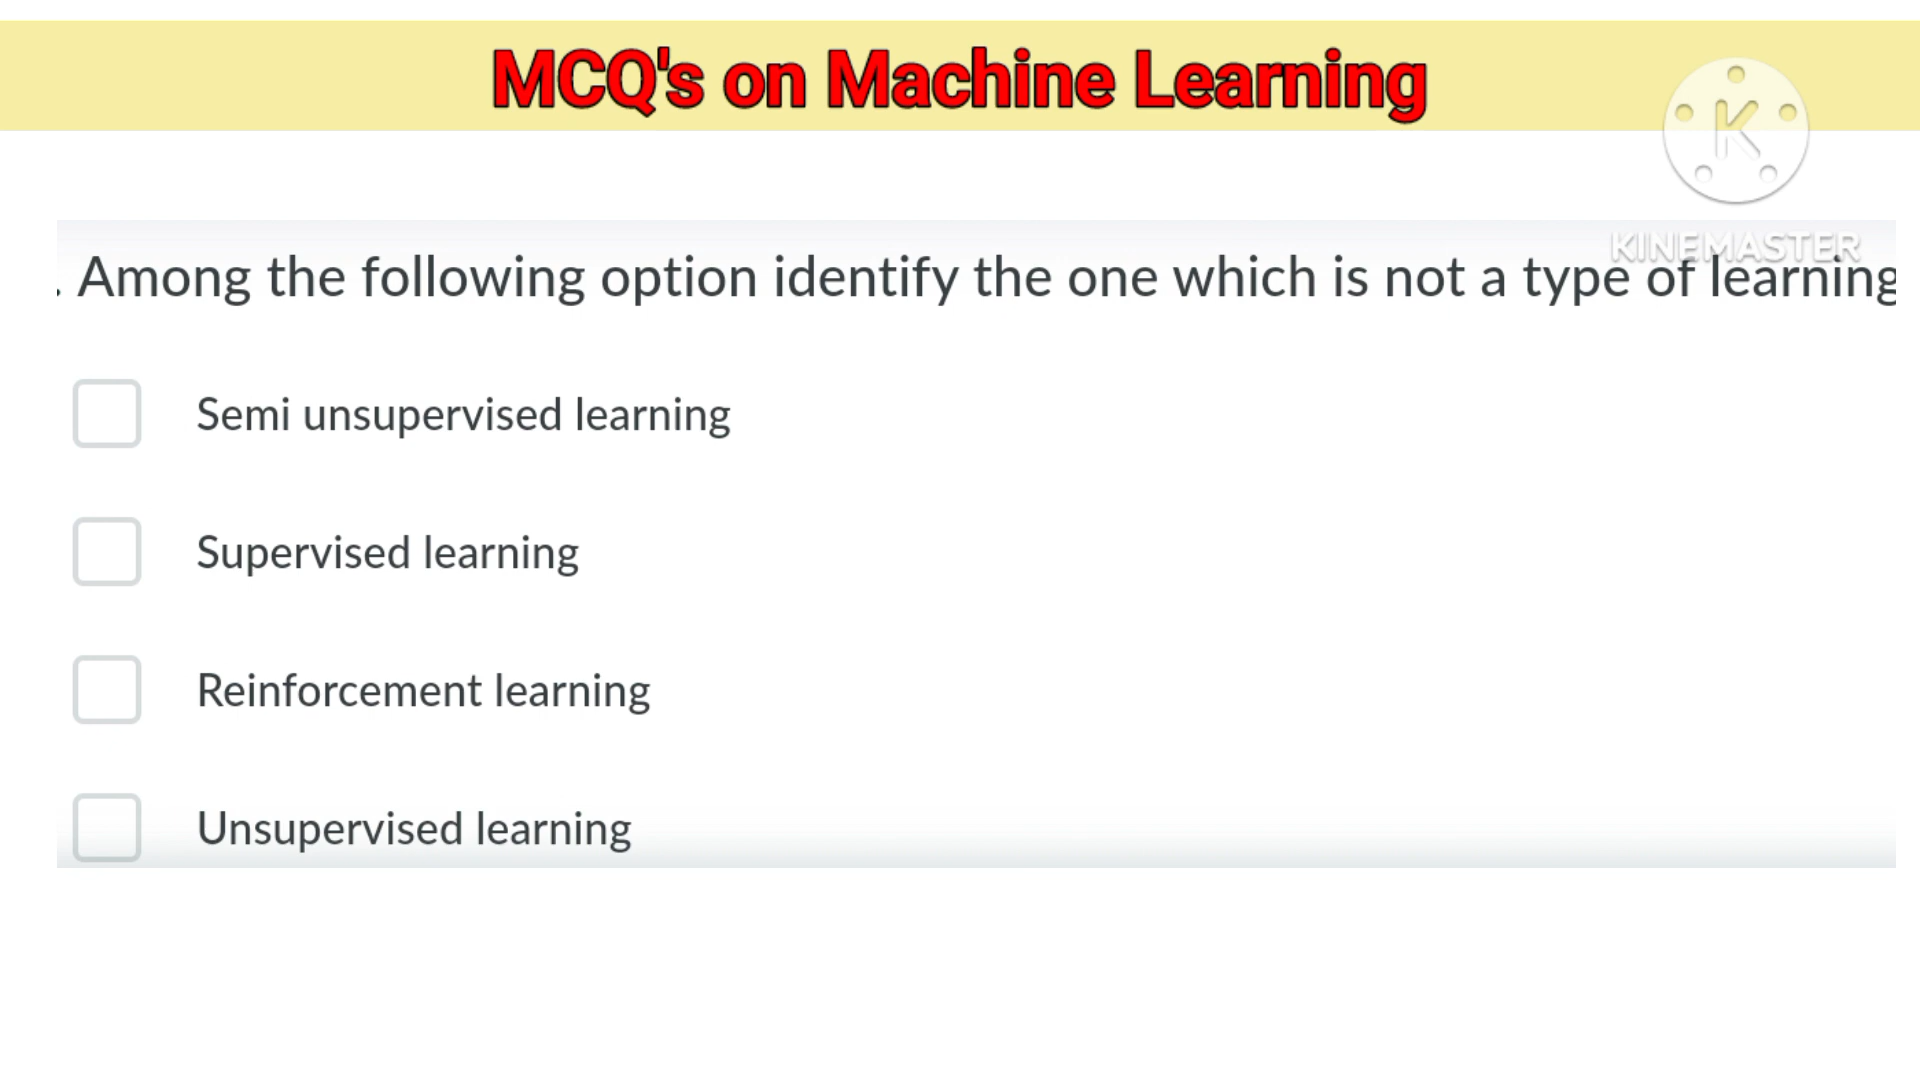 MCQ's on Machine Learning
K
KINEMASTER
. Among the following option identify the one which is not a type of learning
Semi unsupervised learning
Supervised learning
Reinforcement learning
Unsupervised learning